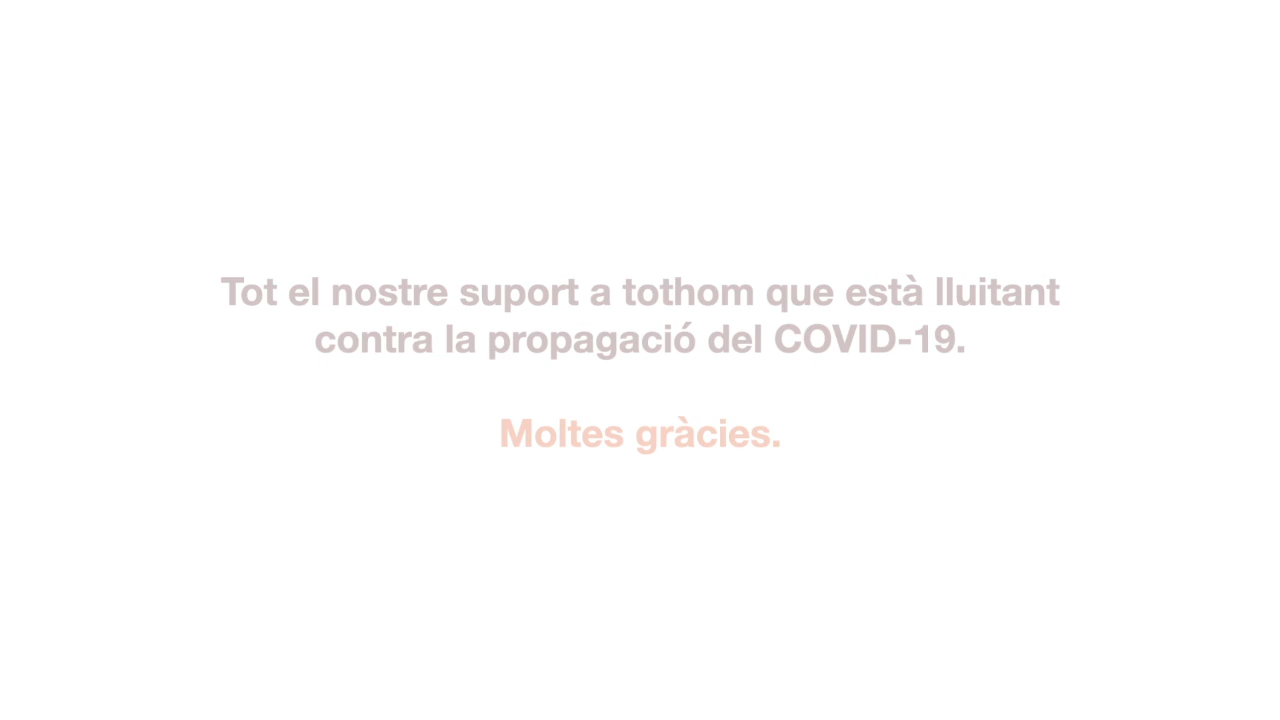 Tot el nostre suport a tothom que està lluitant
contra la propagació del COVID-19.
Moltes gràcies.